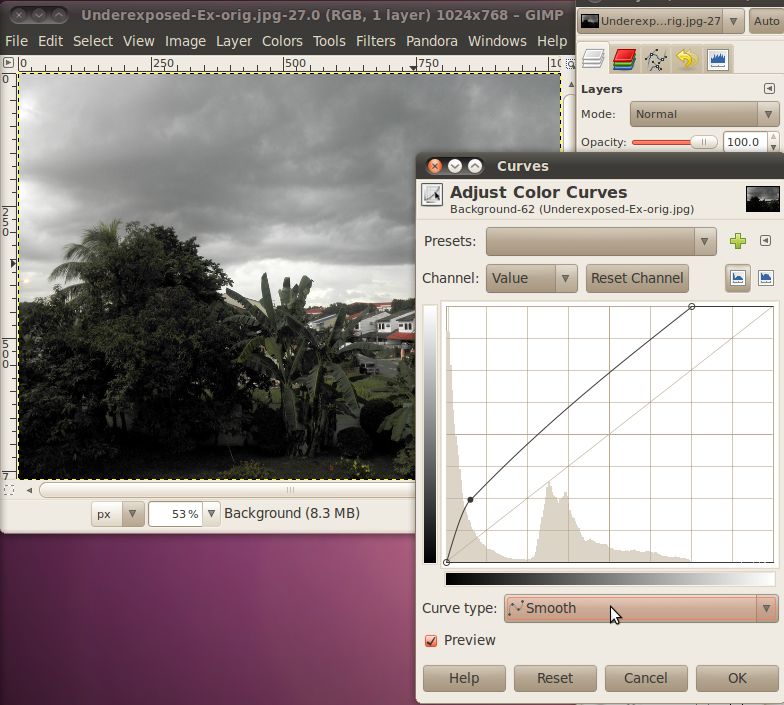 Underexposed-Ex-orig.jpg-27.0 (RGB, 1 layer) 1024x768 – GIMP
File Edit Select View Image Layer Colors Tools Filters Pandora Windows Help
0 250 500 750
0
250
500
7
px 53 % Background (8.3 MB)
Underexp...rig.jpg-27 Auto
Layers
Mode: Normal
Opacity: 100.0
Curves
Adjust Color Curves
Background-62 (Underexposed-Ex-orig.jpg)
Presets:
Channel: Value Reset Channel
Curve type: Smooth
Preview
Help Reset Cancel OK